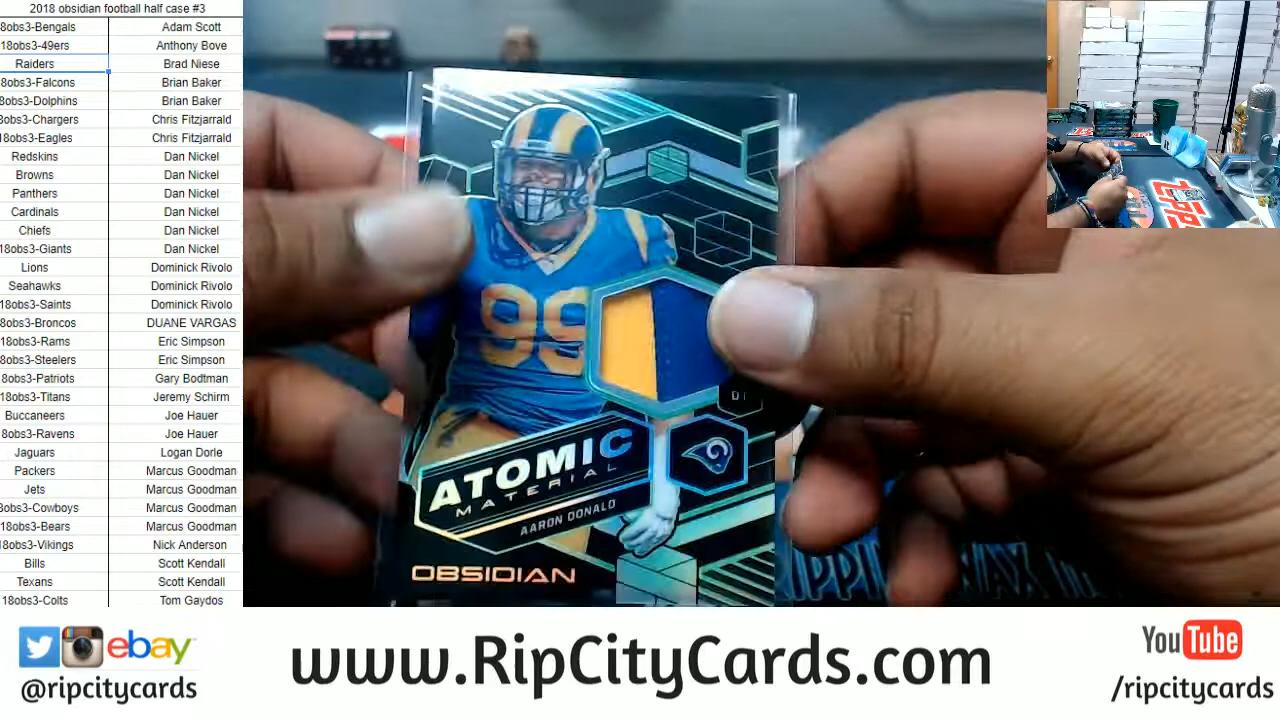 2018 obsidian football half case #3
8obs3-Bengals Adam Scott
18obs3-49ers Anthony Bove
Raiders Brad Niese
8obs3-Falcons Brian Baker
8obs3-Dolphins Brian Baker
8obs3-Chargers Chris Fitzjarrald
8obs3-Eagles Chris Fitzjarrald
Redskins Dan Nickel
Browns Dan Nickel
Panthers Dan Nickel
Cardinals Dan Nickel
Chiefs Dan Nickel
18obs3-Giants Dan Nickel
Lions Dominick Rivolo
Seahawks Dominick Rivolo
18obs3-Saints Dominick Rivolo
8obs3-Broncos DUANE VARGAS
18obs3-Rams Eric Simpson
8obs3-Steelers Eric Simpson
8obs3-Patriots Gary Bodtman
18obs3-Titans Jeremy Schirm
Buccaneers Joe Hauer
8obs3-Ravens Joe Hauer
Jaguars Logan Dorie
Packers Marcus Goodman
Jets Marcus Goodman
8obs3-Cowboys Marcus Goodman
18obs3-Bears Marcus Goodman
18obs3-Vikings Nick Anderson
Bills Scott Kendall
Texans Scott Kendall
18obs3-Colts Tom Gaydos
99
DT
ATOMIC
MATERIAL
AARON DONALD
OBSIDIAN
ebay
@ripcitycards
www.RipCityCards.com
YouTube
/ripcitycards